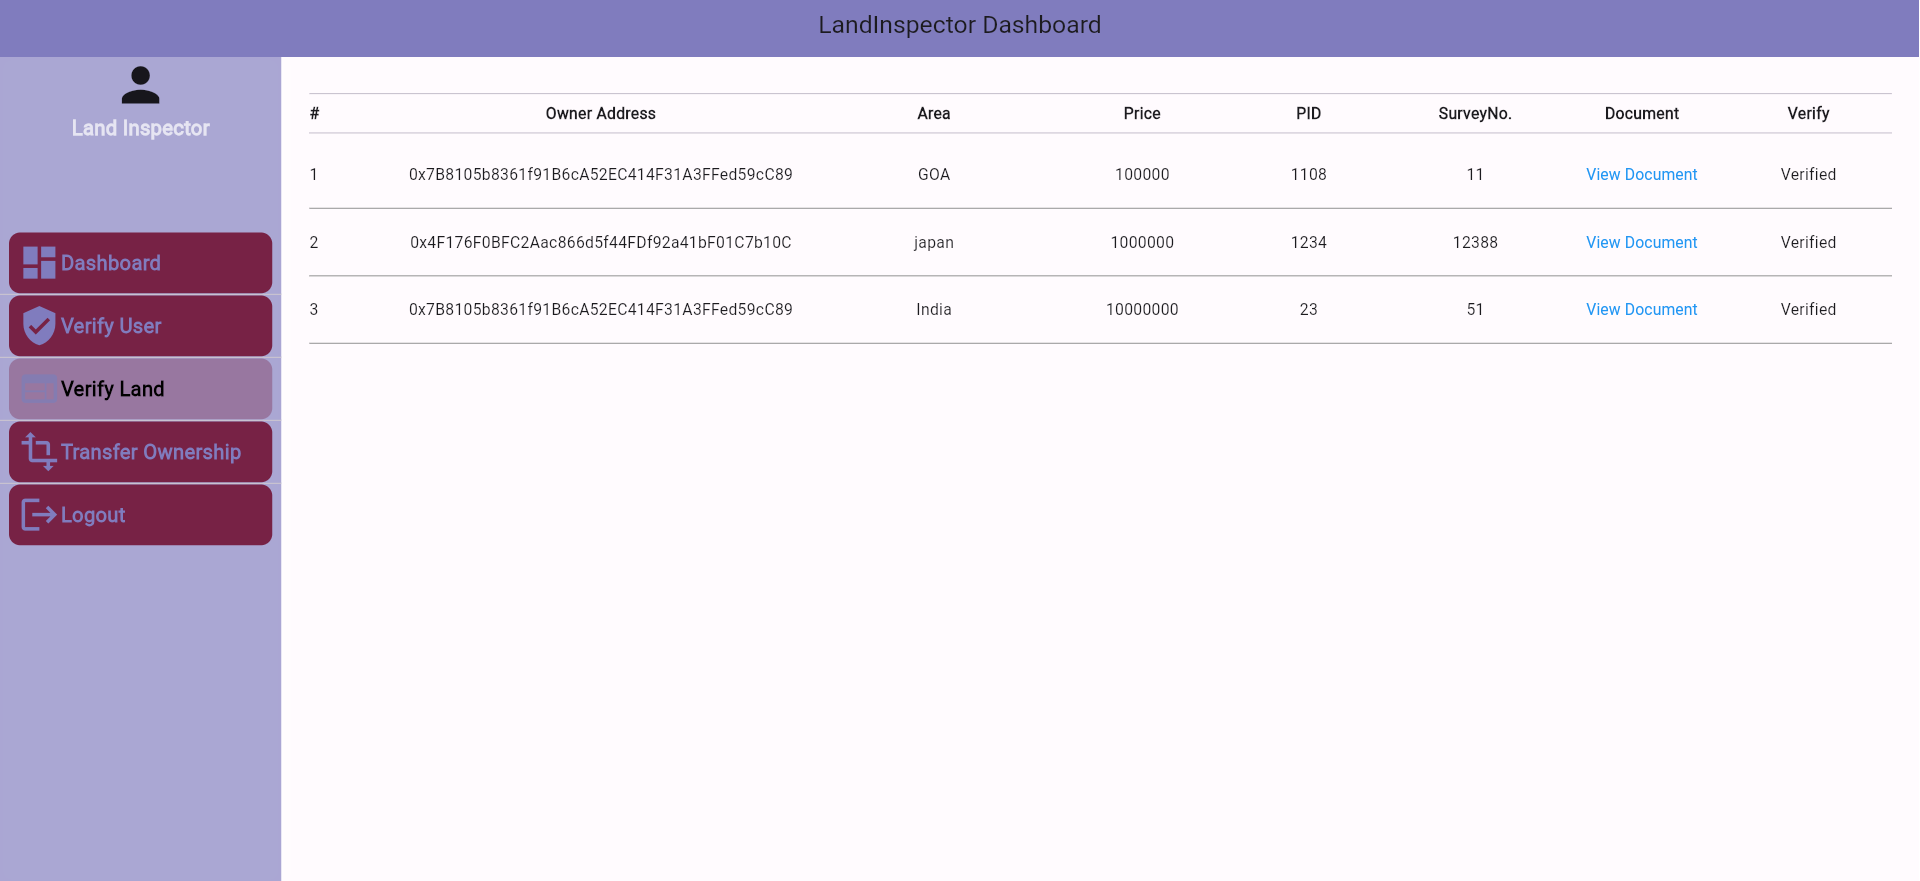 LandInspector Dashboard
Land Inspector
Dashboard
Verify User
Verify Land
Transfer Ownership
Logout
# Owner Address Area Price PID SurveyNo. Document Verify
1 0x7B8105b8361f91B6cA52EC414F31A3FFed59cC89 GOA 100000 1108 11 View Document Verified
2 0x4F176F0BFC2Aac866d5f44FDf92a41bF01C7b10C japan 1000000 1234 12388 View Document Verified
3 0x7B8105b8361f91B6cA52EC414F31A3FFed59cC89 India 10000000 23 51 View Document Verified